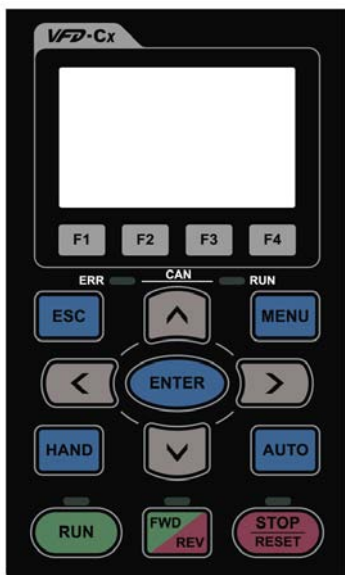 VFD-Cx
F1 F2 F3 F4
ERR CAN RUN
ESC MENU
ENTER
HAND AUTO
RUN FWD REV STOP RESET